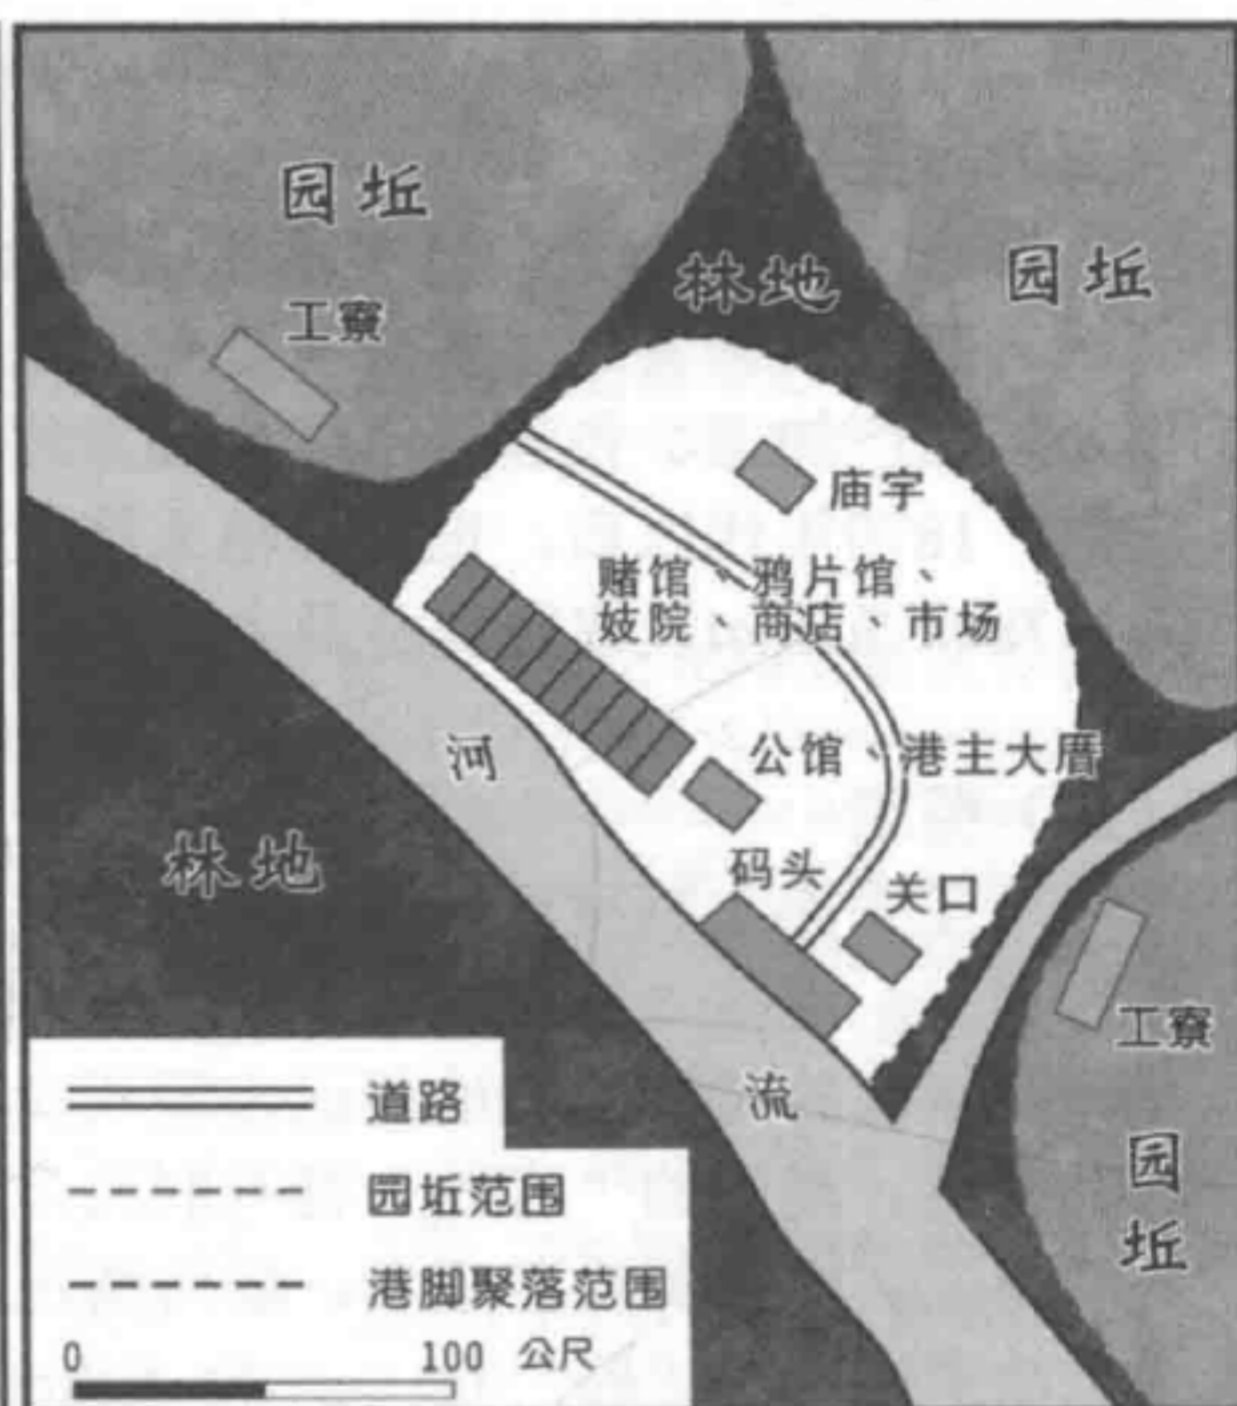 园坵
园坵
林地
工寮
庙宇
赌馆、鸦片馆、
妓院、商店、市场
河
公馆、港主大厝
林地
码头
关口
工寮
流
园
坵
道路
园坵范围
港脚聚落范围
0 100 公尺